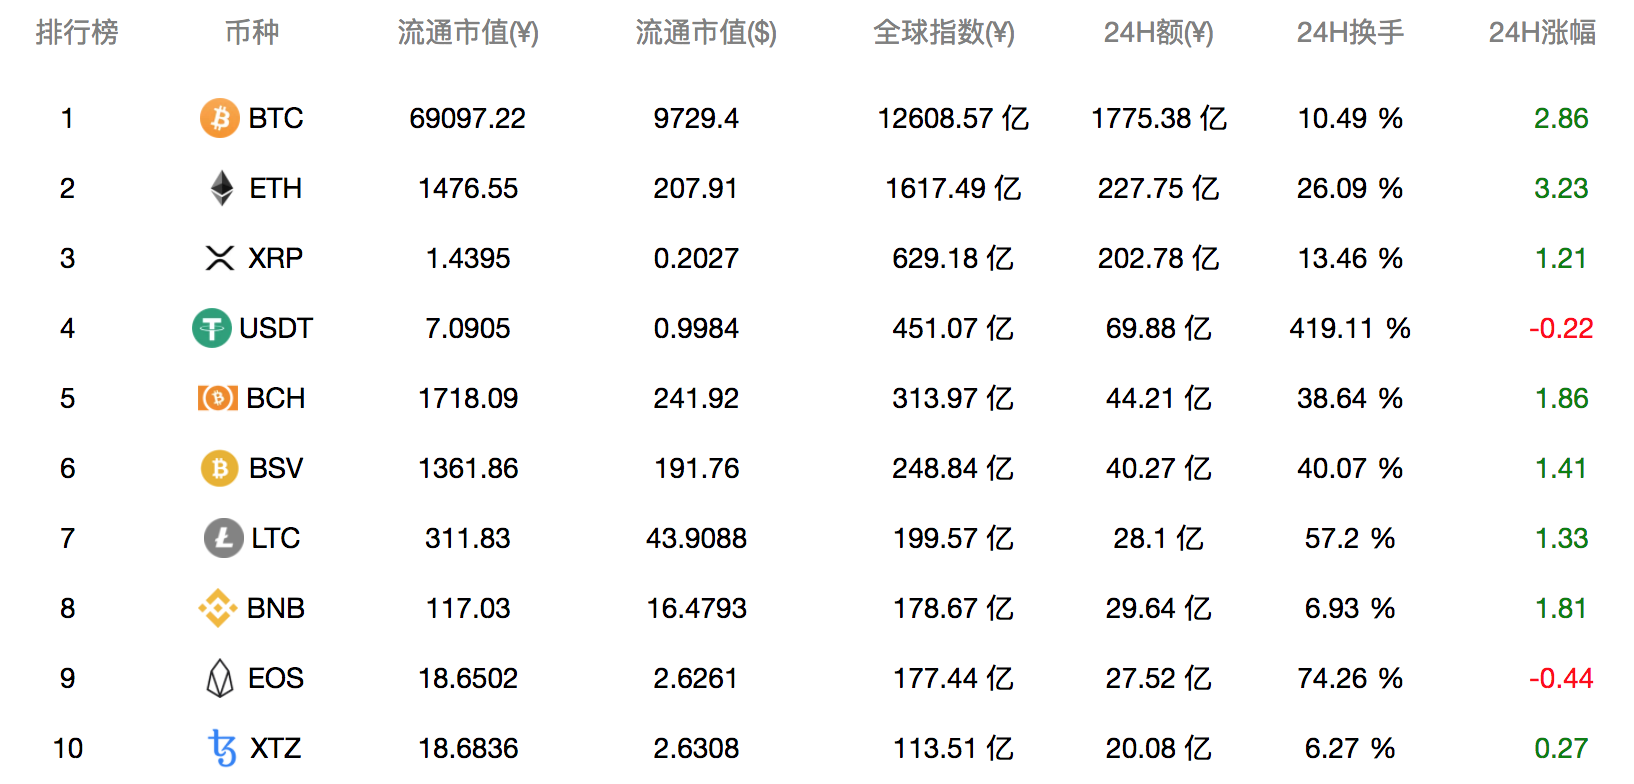 排行榜 币种 流通市值(¥) 流通市值($) 全球指数(¥) 24H额(¥) 24H换手 24H涨幅
1 BTC 69097.22 9729.4 12608.57 亿 1775.38 亿 10.49 % 2.86
2 ETH 1476.55 207.91 1617.49 亿 227.75 亿 26.09 % 3.23
3 XRP 1.4395 0.2027 629.18 亿 202.78 亿 13.46 % 1.21
4 USDT 7.0905 0.9984 451.07 亿 69.88 亿 419.11 % -0.22
5 BCH 1718.09 241.92 313.97 亿 44.21 亿 38.64 % 1.86
6 BSV 1361.86 191.76 248.84 亿 40.27 亿 40.07 % 1.41
7 LTC 311.83 43.9088 199.57 亿 28.1 亿 57.2 % 1.33
8 BNB 117.03 16.4793 178.67 亿 29.64 亿 6.93 % 1.81
9 EOS 18.6502 2.6261 177.44 亿 27.52 亿 74.26 % -0.44
10 XTZ 18.6836 2.6308 113.51 亿 20.08 亿 6.27 % 0.27